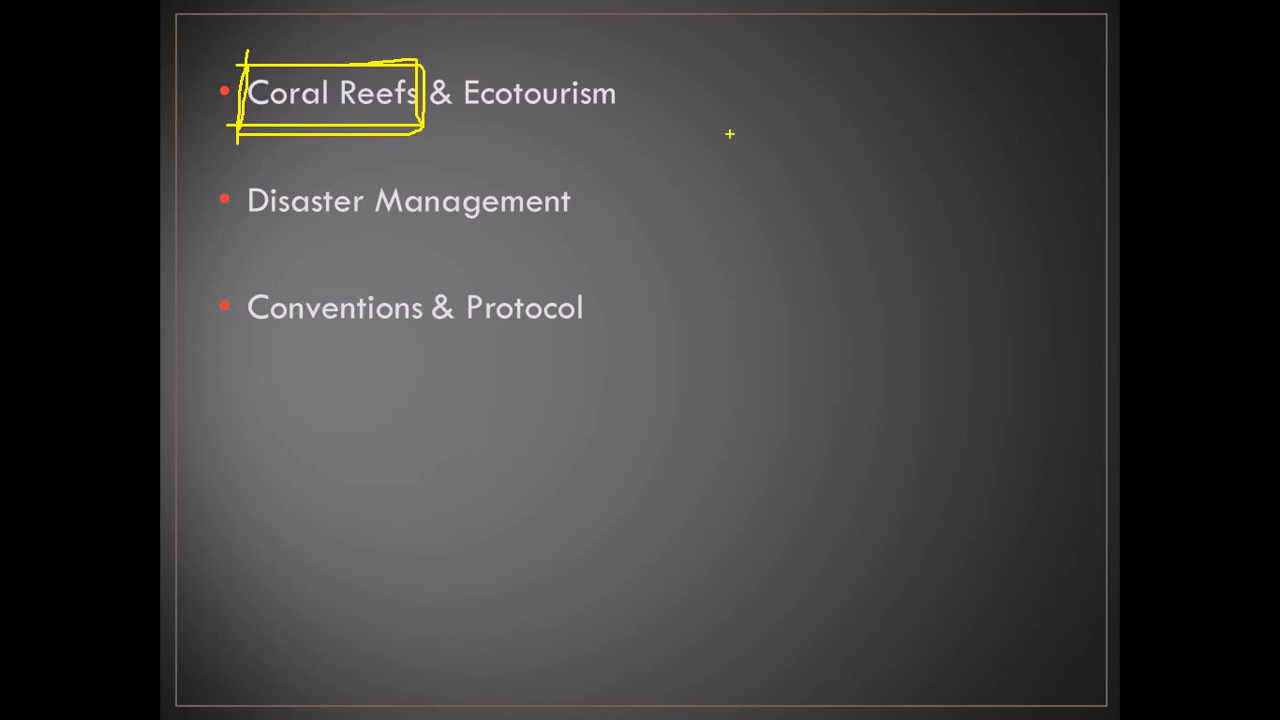 • Coral Reefs & Ecotourism
• Disaster Management
• Conventions & Protocol